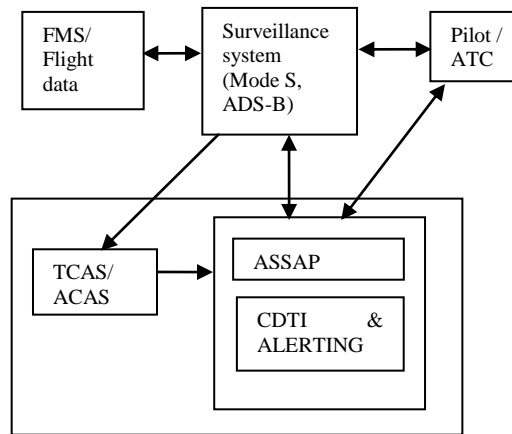 FMS/
Flight
data
Surveillance
system
(Mode S,
ADS-B)
Pilot /
ATC
TCAS/
ACAS
ASSAP
CDTI &
ALERTING